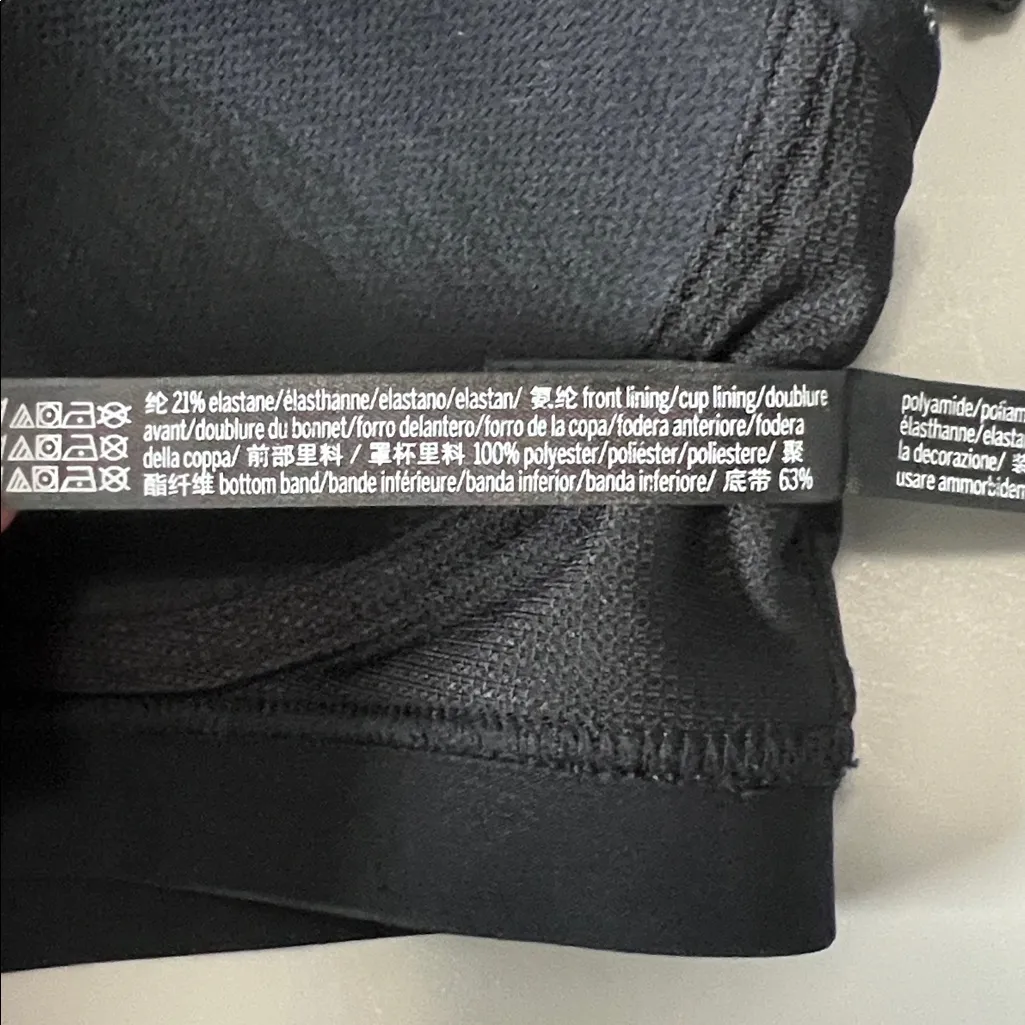 纶 21% elastane/élasthanne/elastano/elastan/ 氨纶 front lining/cup lining/doublure
avant/doublure du bonnet/forro delantero/forro de la copa/fodera anteriore/fodera
della coppa/ 前部里料 / 罩杯里料 100% polyester/poliéster/poliestere/ 聚
酯纤维 bottom band/bande inférieure/banda inferior/banda inferiore/ 底带 63%
polyamide/poliam
élasthanne/elasta
la decorazione/ 装
usare ammorbiden